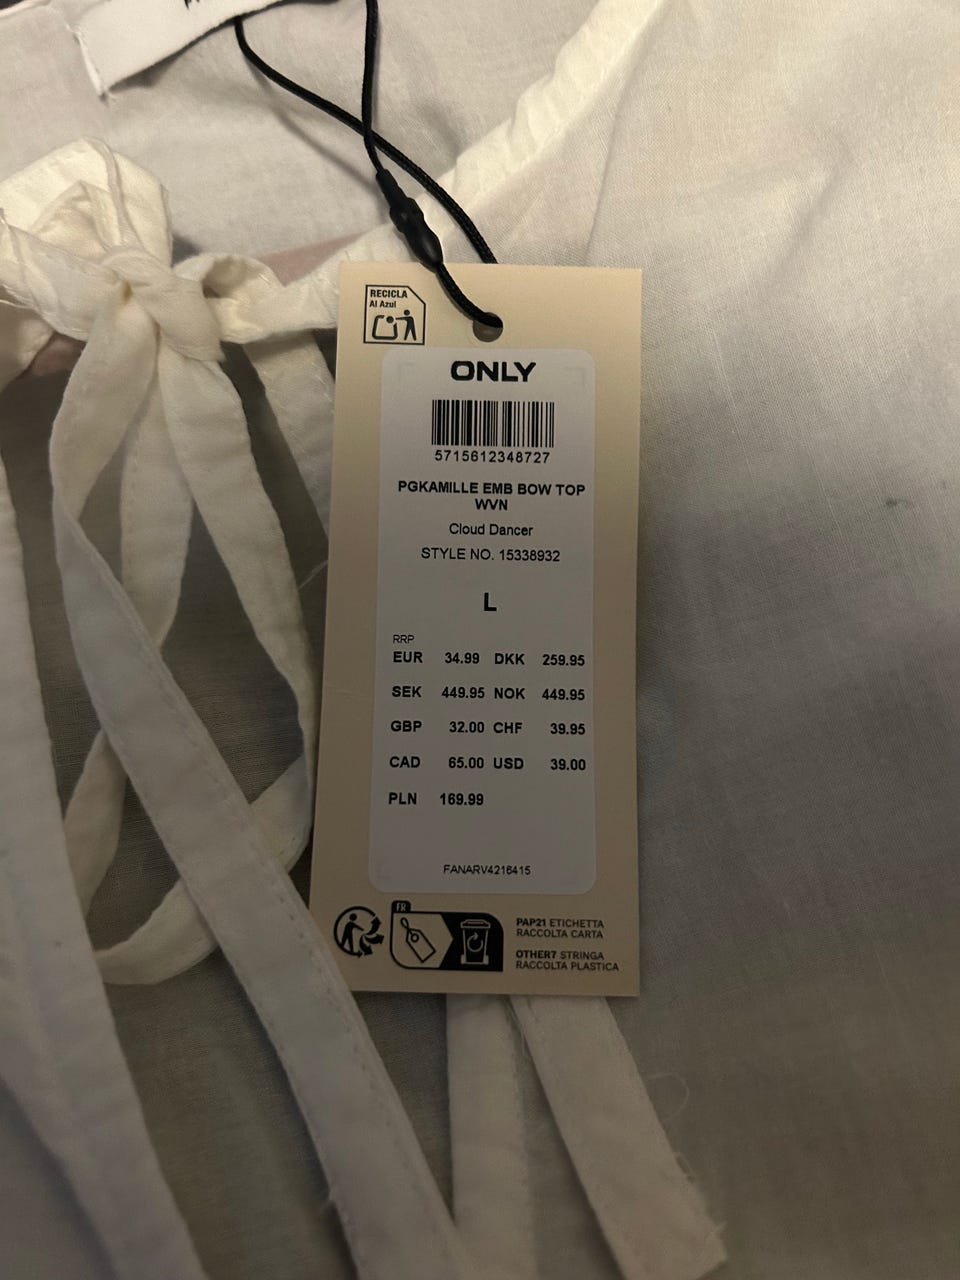 RECICLA
Al Azul
ONLY
5715612348727
PGKAMILLE EMB BOW TOP
WVN
Cloud Dancer
STYLE NO. 15338932
L
RRP
EUR 34.99 DKK 259.95
SEK 449.95 NOK 449.95
GBP 32.00 CHF 39.95
CAD 65.00 USD 39.00
PLN 169.99
FANARV4216415
FR
PAP21 ETICHETTA
RACCOLTA CARTA
OTHER7 STRINGA
RACCOLTA PLASTICA